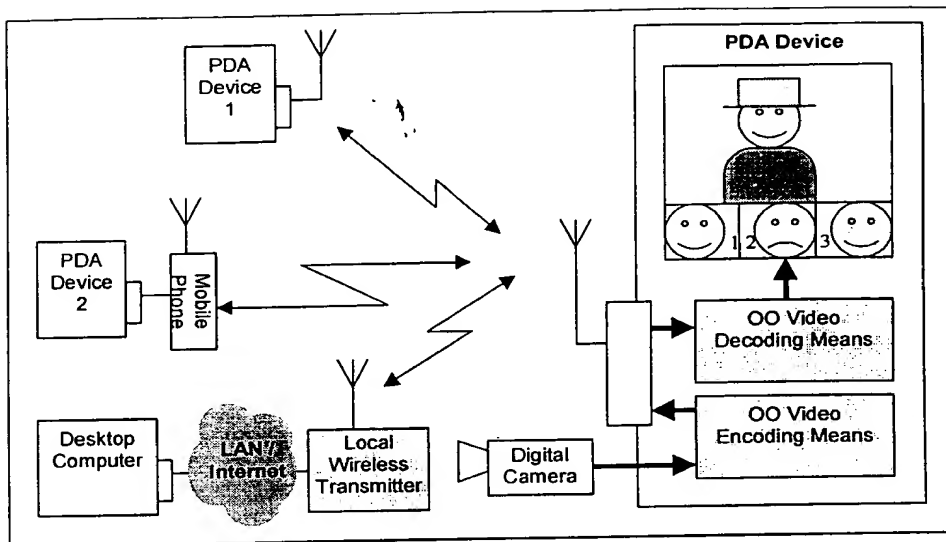 PDA Device
PDA
Device
1
1
2
3
PDA
Device
2
Mobile
Phone
OO Video
Decoding Means
OO Video
Encoding Means
Desktop
Computer
LAN /
Internet
Local
Wireless
Transmitter
Digital
Camera